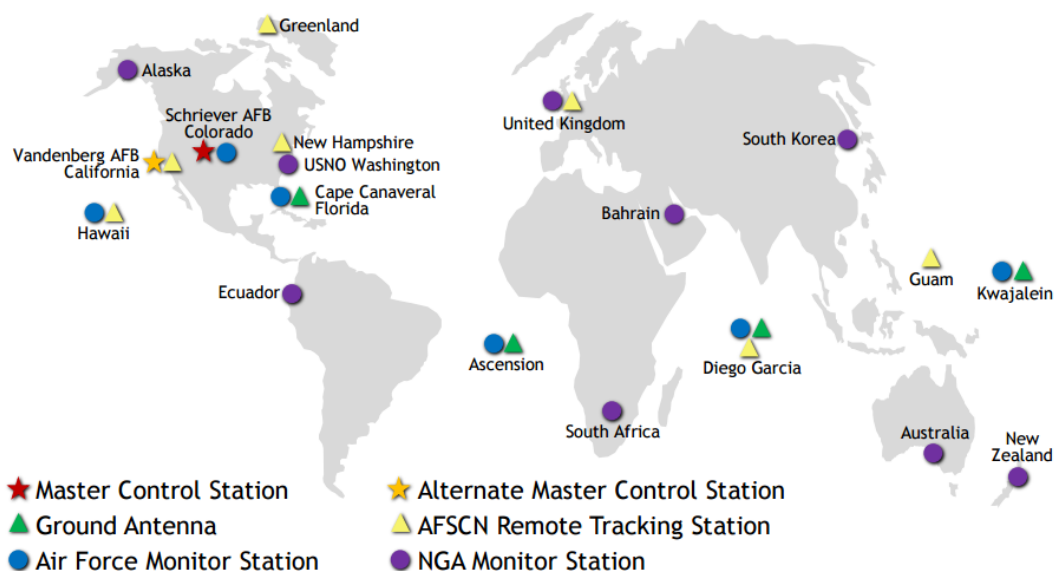 Greenland
Alaska
Schriever AFB
Colorado
United Kingdom
New Hampshire
South Korea
Vandenberg AFB
California
USNO Washington
Cape Canaveral
Florida
Bahrain
Hawaii
Guam
Kwajalein
Ecuador
Ascension
Diego Garcia
South Africa
Australia
New
Zealand
Master Control Station
Alternate Master Control Station
Ground Antenna
AFSCN Remote Tracking Station
Air Force Monitor Station
NGA Monitor Station